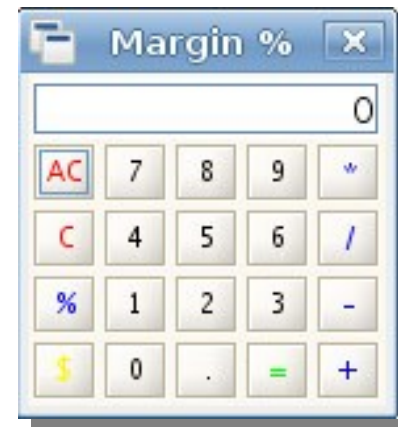 Margin %
0
AC 7 8 9 *
C 4 5 6 /
% 1 2 3 -
$ 0 . = +